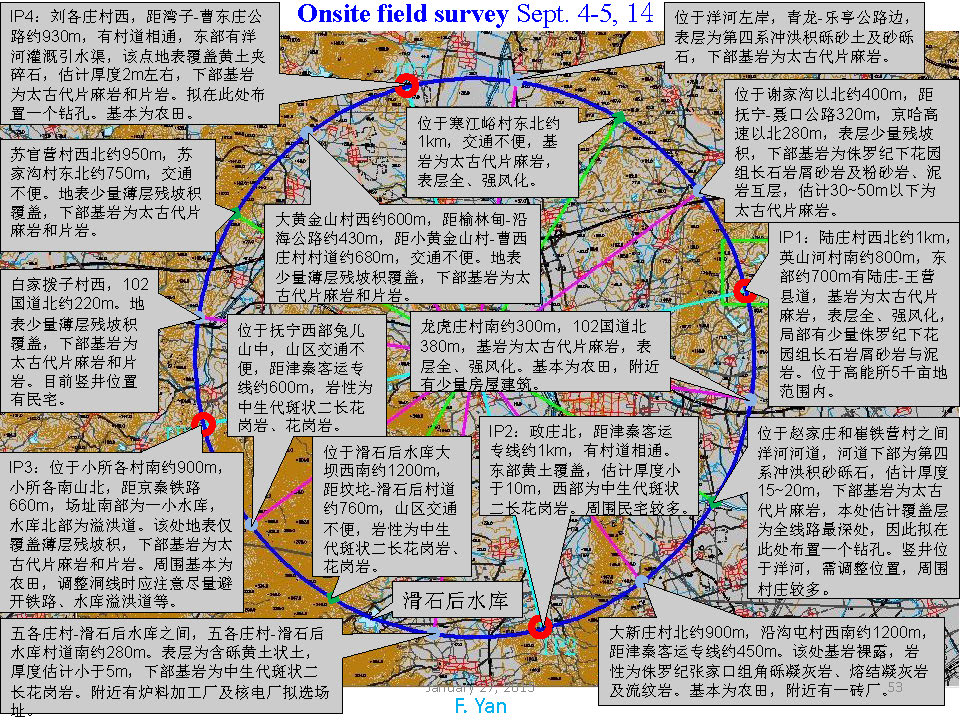 Onsite field survey Sept. 4-5, 14
IP4：刘各庄村西，距湾子-曹东庄公
路约930m，有村道相通，东部有洋
河灌溉引水渠，该点地表覆盖黄土夹
碎石，估计厚度2m左右，下部基岩
为太古代片麻岩和片岩。拟在此处布
置一个钻孔。基本为农田。
位于洋河左岸，青龙-乐亭公路边，
表层为第四系冲洪积砾砂土及砂砾
石，下部基岩为太古代片麻岩。
位于谢家沟以北约400m，距
抚宁-聂口公路320m，京哈高
速以北280m，表层少量残坡
积，下部基岩为侏罗纪下花园
组长石岩屑砂岩及粉砂岩、泥
岩互层，估计30~50m以下为
太古代片麻岩。
位于寒江峪村东北约
1km，交通不便，基
岩为太古代片麻岩，
表层全、强风化。
苏官营村西北约950m，苏
家沟村东北约750m，交通
不便。地表少量薄层残坡积
覆盖，下部基岩为太古代片
麻岩和片岩。
大黄金山村西约600m，距榆林甸-沿
海公路约430m，距小黄金山村-曹西
庄村村道约680m，交通不便。地表
少量薄层残坡积覆盖，下部基岩为太
古代片麻岩和片岩。
IP1：陆庄村西北约1km，
英山河村南约800m，东
部约700m有陆庄-王营
县道，基岩为太古代片
麻岩，表层全、强风化，
局部有少量侏罗纪下花
园组长石岩屑砂岩与泥
岩。位于高能所5千亩地
范围内。
白家拨子村西，102
国道北约220m。地
表少量薄层残坡积
覆盖，下部基岩为
太古代片麻岩和片
岩。目前竖井位置
有民宅。
位于抚宁西部兔儿
山中，山区交通不
便，距津秦客运专
线约600m，岩性为
中生代斑状二长花
岗岩、花岗岩。
龙虎庄村南约300m，102国道北
380m，基岩为太古代片麻岩，表
层全、强风化。基本为农田，附近
有少量房屋建筑。
IP3：位于小所各村南约900m，
小所各南山北，距京秦铁路
660m，场址南部为一小水库，
水库北部为溢洪道。该处地表仅
覆盖薄层残坡积，下部基岩为太
古代片麻岩和片岩。周围基本为
农田，调整洞线时应注意尽量避
开铁路、水库溢洪道等。
位于滑石后水库大
坝西南约1200m，
距坟坨-滑石后村道
约760m，山区交通
不便，岩性为中生
代斑状二长花岗岩、
花岗岩。
IP2：政庄北，距津秦客运
专线约1km，有村道相通。
东部黄土覆盖，估计厚度小
于10m，西部为中生代斑状
二长花岗岩。周围民宅较多。
位于赵家庄和崔铁营村之间
洋河河道，河道下部为第四
系冲洪积砂砾石，估计厚度
15~20m，下部基岩为太古
代片麻岩，本处估计覆盖层
为全线路最深处，因此拟在
此处布置一个钻孔。竖井位
于洋河，需调整位置，周围
村庄较多。
滑石后水库
IP2
五各庄村-滑石后水库之间，五各庄村-滑石后
水库村道南约280m。表层为含砾黄土状土，
厚度估计小于5m，下部基岩为中生代斑状二
长花岗岩。附近有炉料加工厂及核电厂拟选场
址。
大新庄村北约900m，沿沟屯村西南约1200m，
距津秦客运专线约450m。该处基岩裸露，岩
性为侏罗纪张家口组角砾凝灰岩、熔结凝灰岩
及流纹岩。基本为农田，附近有一砖厂。
January 27, 2015
53
F. Yan